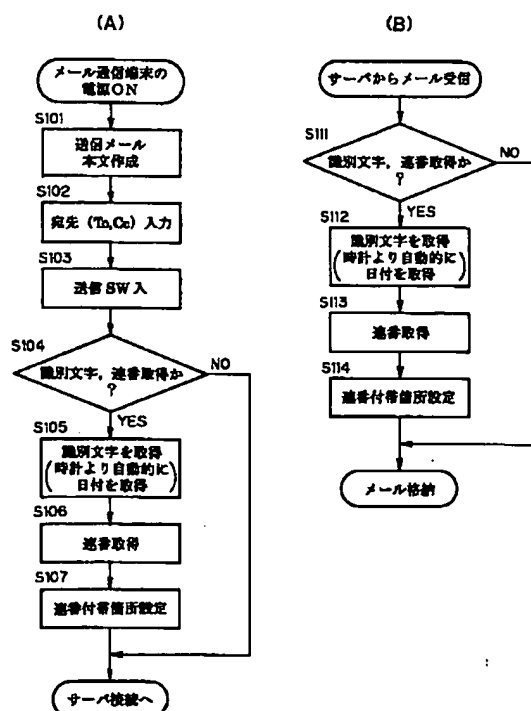 (A)
メール送信端末の
電源ON
S101
送信メール
本文作成
S102
宛先 (To,Cc) 入力
S103
送信SW入
S104
識別文字, 連番取得か
?
NO
YES
S105
識別文字を取得
(時計より自動的に
日付を取得)
S106
連番取得
S107
連番付帯箇所設定
サーバ接続へ
(B)
サーバからメール受信
S111
識別文字, 連番取得か
?
NO
YES
S112
識別文字を取得
(時計より自動的に
日付を取得)
S113
連番取得
S114
連番付帯箇所設定
メール格納